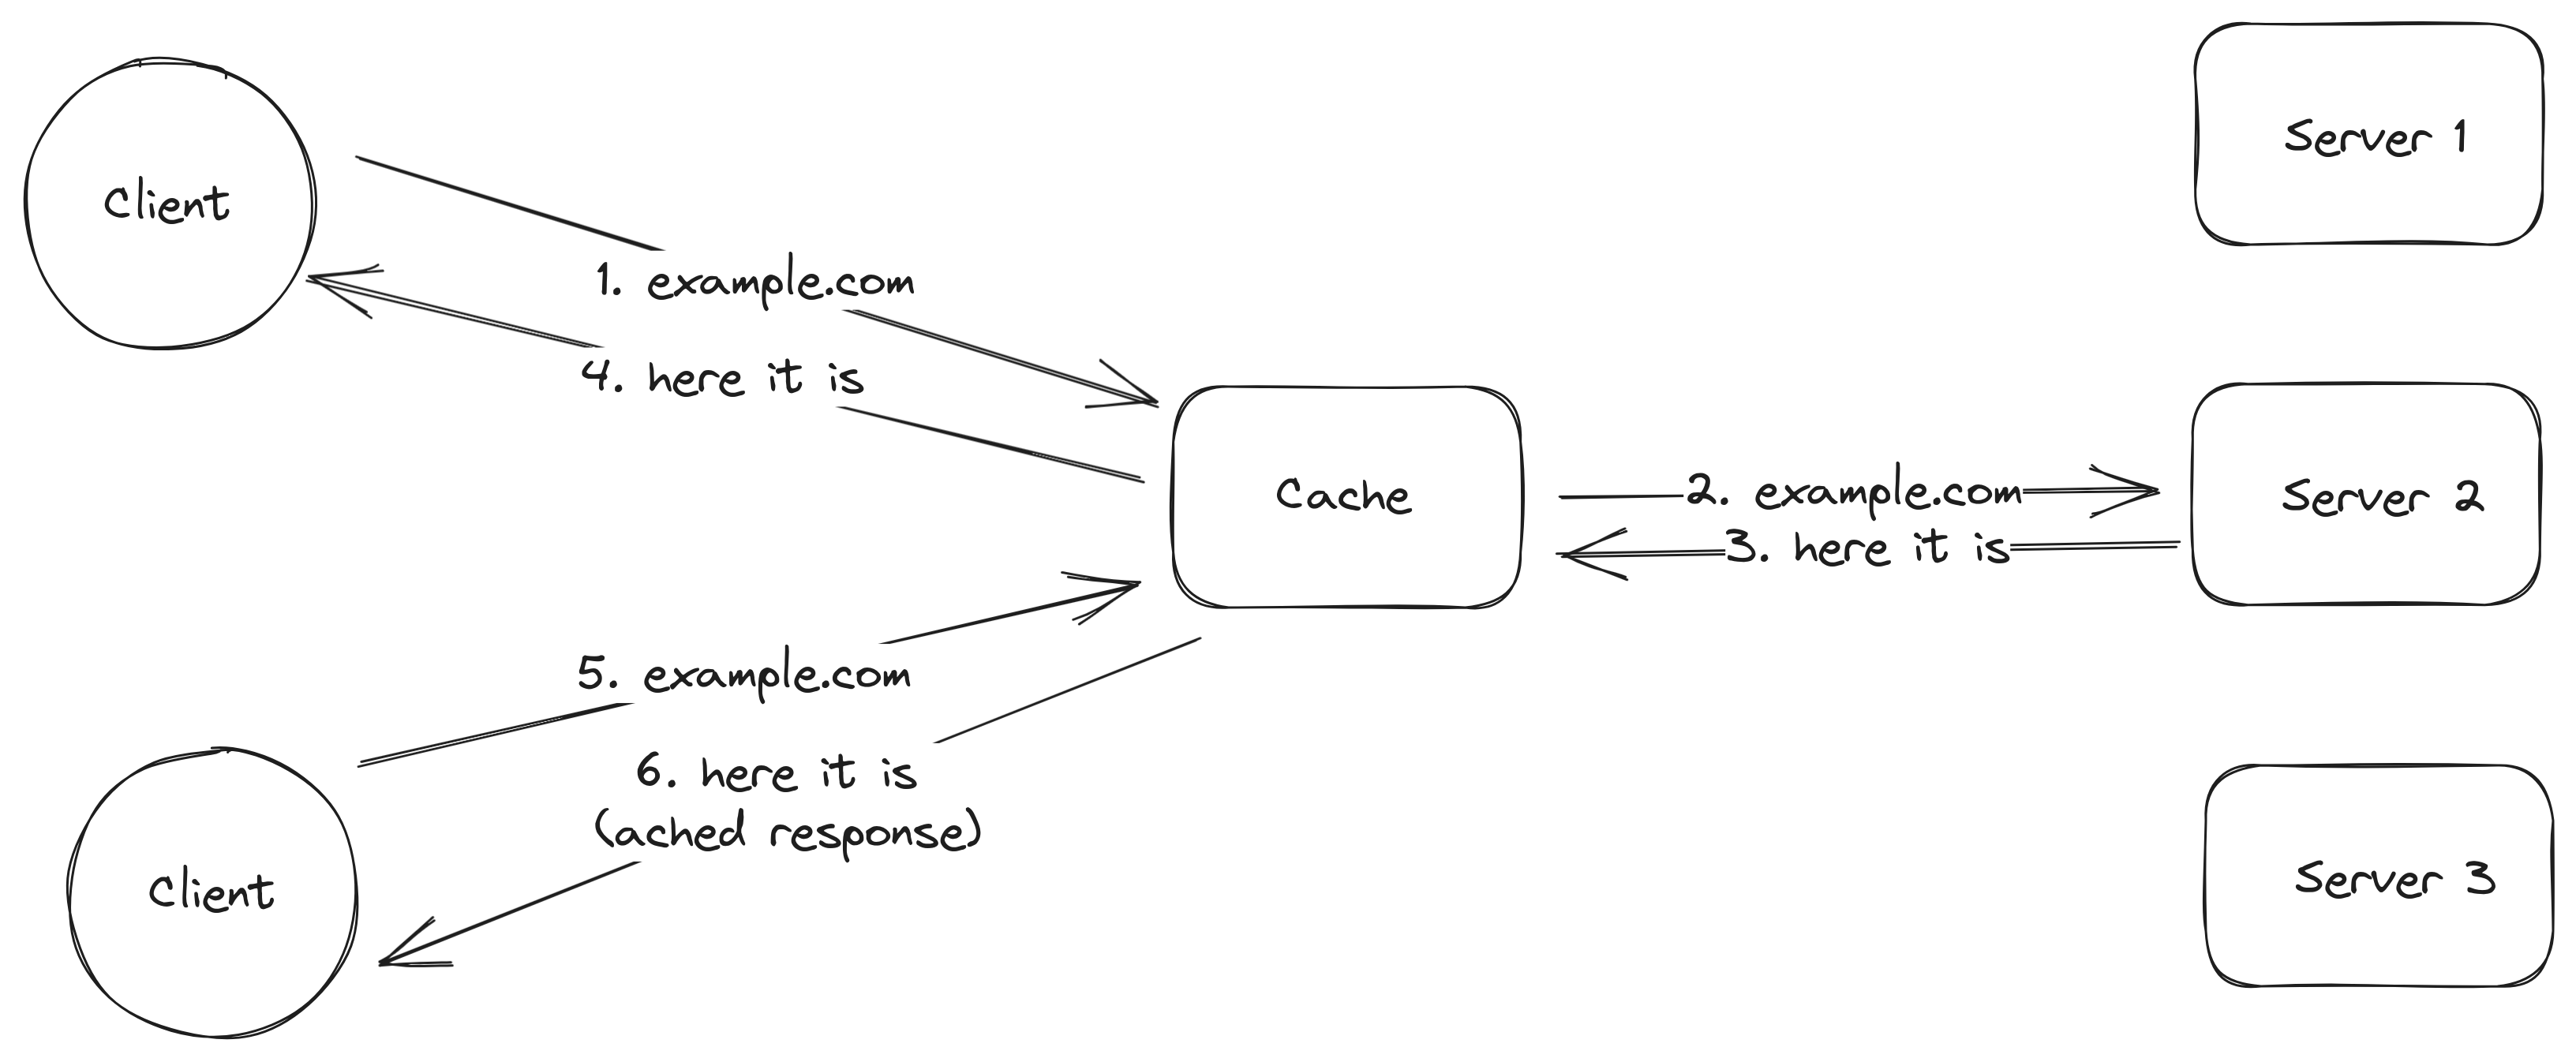 Client
Server 1
1. example.com
4. here it is
Cache
2. example.com
Server 2
3. here it is
5. example.com
6. here it is
(ached response)
Client
Server 3